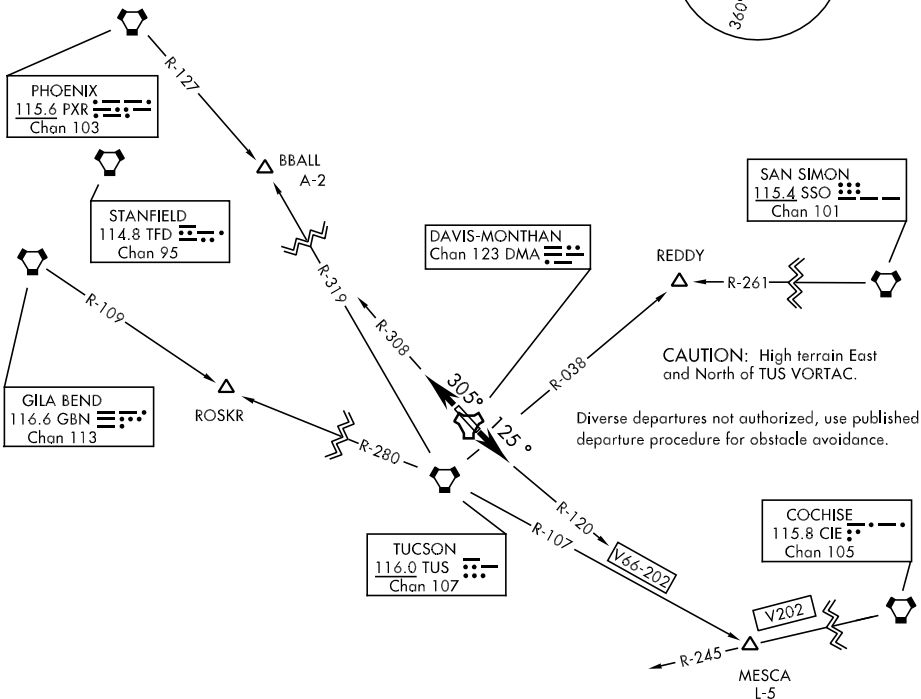 360°
R-127
PHOENIX
115.6 PXR
Chan 103
BBALL
A-2
SAN SIMON
115.4 SSO
Chan 101
STANFIELD
114.8 TFD
Chan 95
DAVIS-MONTHAN
Chan 123 DMA
REDDY
R-261
R-319
R-109
R-308
R-038
CAUTION: High terrain East
and North of TUS VORTAC.
GILA BEND
116.6 GBN
Chan 113
ROSKR
305°
125°
Diverse departures not authorized, use published
departure procedure for obstacle avoidance.
R-280
R-120
R-107
COCHISE
115.8 CIE
Chan 105
TUCSON
116.0 TUS
Chan 107
V66-202
V202
R-245
MESCA
L-5